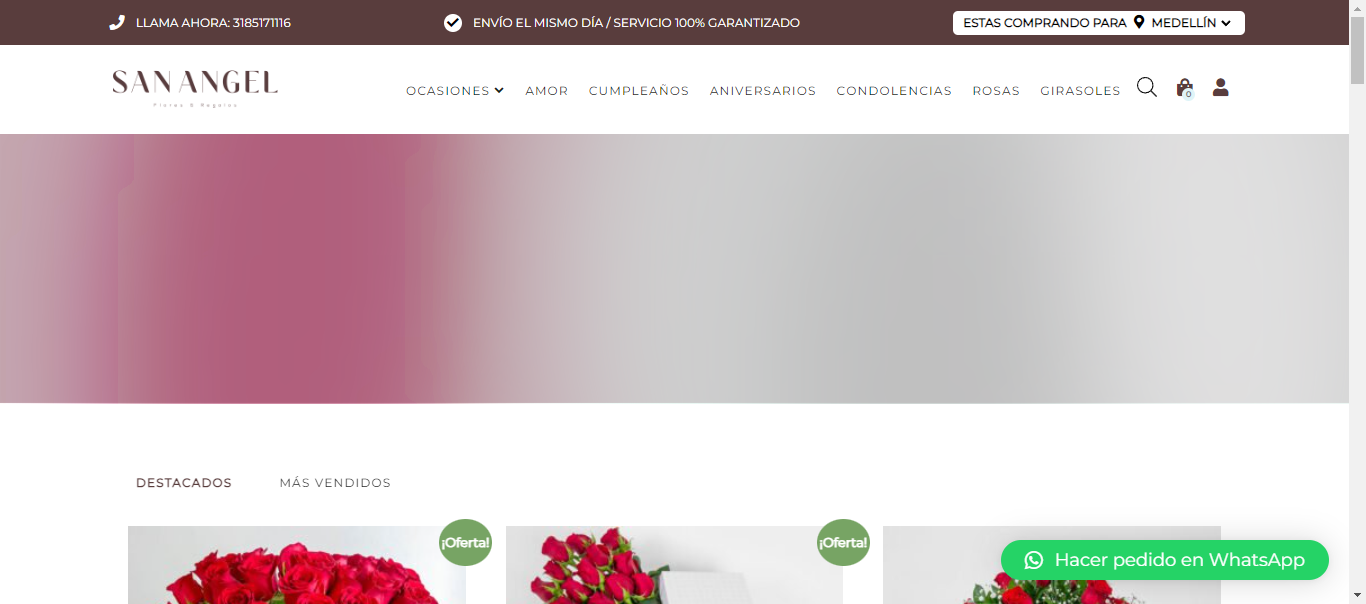 LLAMA AHORA: 3185171116
ENVÍO EL MISMO DÍA / SERVICIO 100% GARANTIZADO
ESTAS COMPRANDO PARA MEDELLÍN
SAN ANGEL
Flores & Regalos
OCASIONES AMOR CUMPLEAÑOS ANIVERSARIOS CONDOLENCIAS ROSAS GIRASOLES
0
DESTACADOS MÁS VENDIDOS
¡Oferta!
¡Oferta!
Hacer pedido en WhatsApp